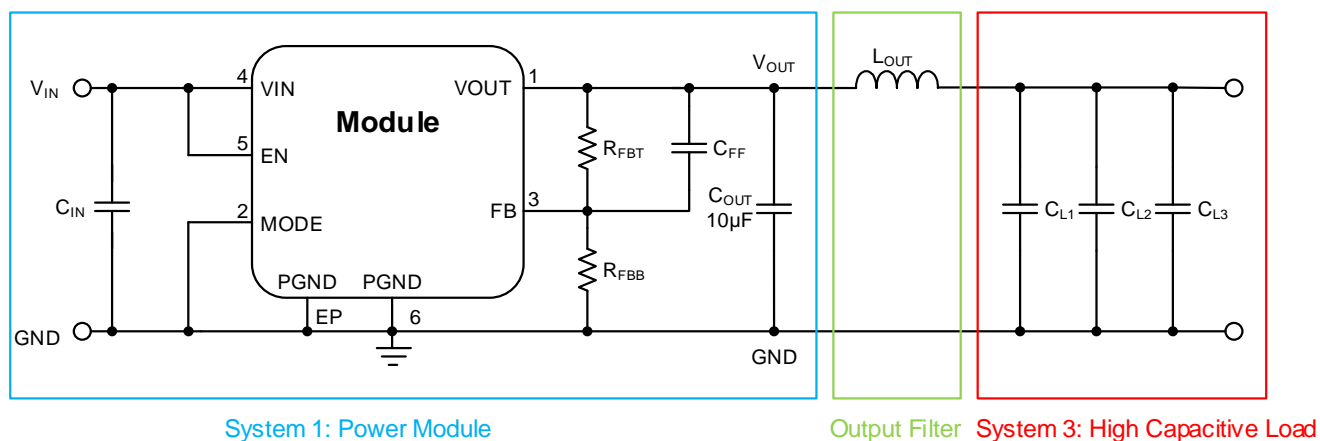 VIN
4
VIN
VOUT
1
VOUT
LOUT
Module
5
EN
RFBT
CFF
CIN
2
MODE
FB
3
COUT
10µF
CL1
CL2
CL3
RFBB
PGND
PGND
EP
6
GND
GND
System 1: Power Module
Output Filter
System 3: High Capacitive Load